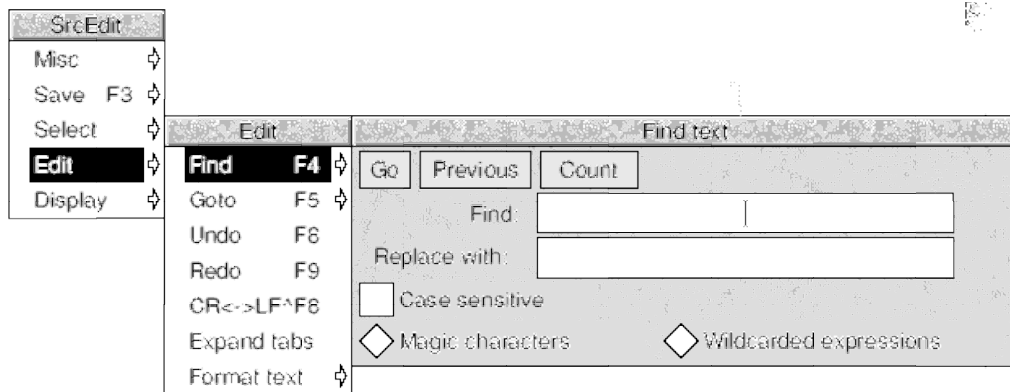 SrcEdit
Misc
Save F3
Select
Edit
Display
Edit
Find F4
Goto F5
Undo F8
Redo F9
CR<->LF^F8
Expand tabs
Format text
Find text
Go Previous Count
Find:
Replace with:
Case sensitive
Magic characters Wildcarded expressions